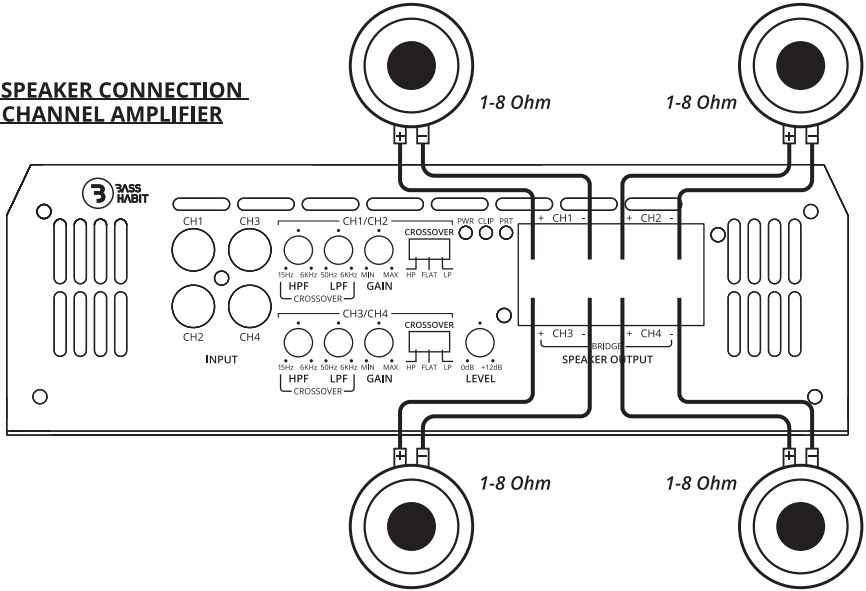 SPEAKER CONNECTION
CHANNEL AMPLIFIER
1-8 Ohm
1-8 Ohm
+ -
+ -
BASS
HABIT
CH1 CH3
CH1/CH2
PWR CLIP PRT
+ CH1 -
+ CH2 -
CROSSOVER
15Hz 6KHz 50Hz 6KHz MIN MAX HP FLAT LP
HPF LPF GAIN
CROSSOVER
CH2 CH4
INPUT
CH3/CH4
CROSSOVER
15Hz 6KHz 50Hz 6KHz MIN MAX HP FLAT LP 0dB +12dB
HPF LPF GAIN LEVEL
CROSSOVER
+ CH3 -
+ CH4 -
BRIDGE
SPEAKER OUTPUT
+ -
+ -
1-8 Ohm
1-8 Ohm